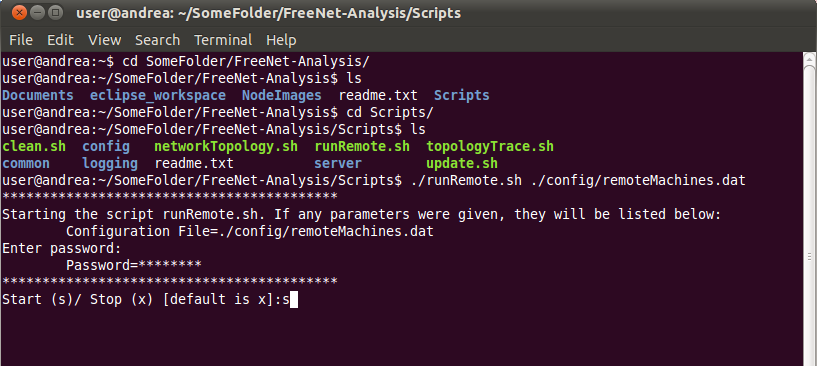 user@andrea: ~/SomeFolder/FreeNet-Analysis/Scripts
File Edit View Search Terminal Help
user@andrea:~$ cd SomeFolder/FreeNet-Analysis/
user@andrea:~/SomeFolder/FreeNet-Analysis$ ls
Documents eclipse_workspace NodeImages readme.txt Scripts
user@andrea:~/SomeFolder/FreeNet-Analysis$ cd Scripts/
user@andrea:~/SomeFolder/FreeNet-Analysis/Scripts$ ls
clean.sh config networkTopology.sh runRemote.sh topologyTrace.sh
common logging readme.txt server update.sh
user@andrea:~/SomeFolder/FreeNet-Analysis/Scripts$ ./runRemote.sh ./config/remoteMachines.dat
******************************************
Starting the script runRemote.sh. If any parameters were given, they will be listed below:
Configuration File=./config/remoteMachines.dat
Enter password:
Password=********
******************************************
Start (s)/ Stop (x) [default is x]:s